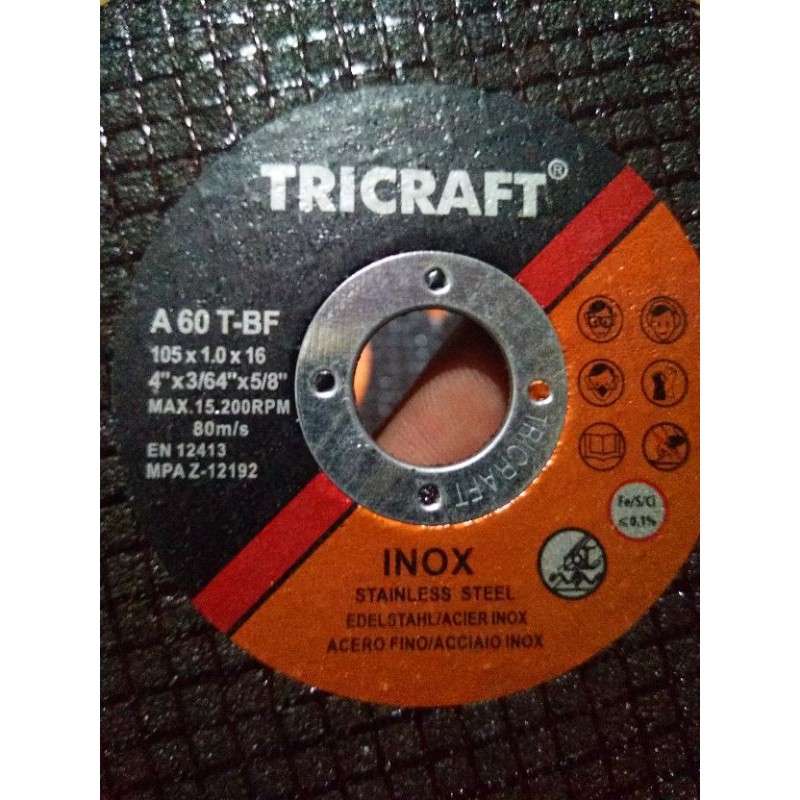 TRICRAFT®
A 60 T-BF
105 x 1.0 x 16
4"x3/64"x5/8"
MAX.15.200RPM
80m/s
EN 12413
MPA Z-12192
TRICRAFT
Fe/S/Cl
≤ 0,1%
INOX
STAINLESS STEEL
EDELSTAHL/ACIER INOX
ACERO FINO/ACCIAIO INOX